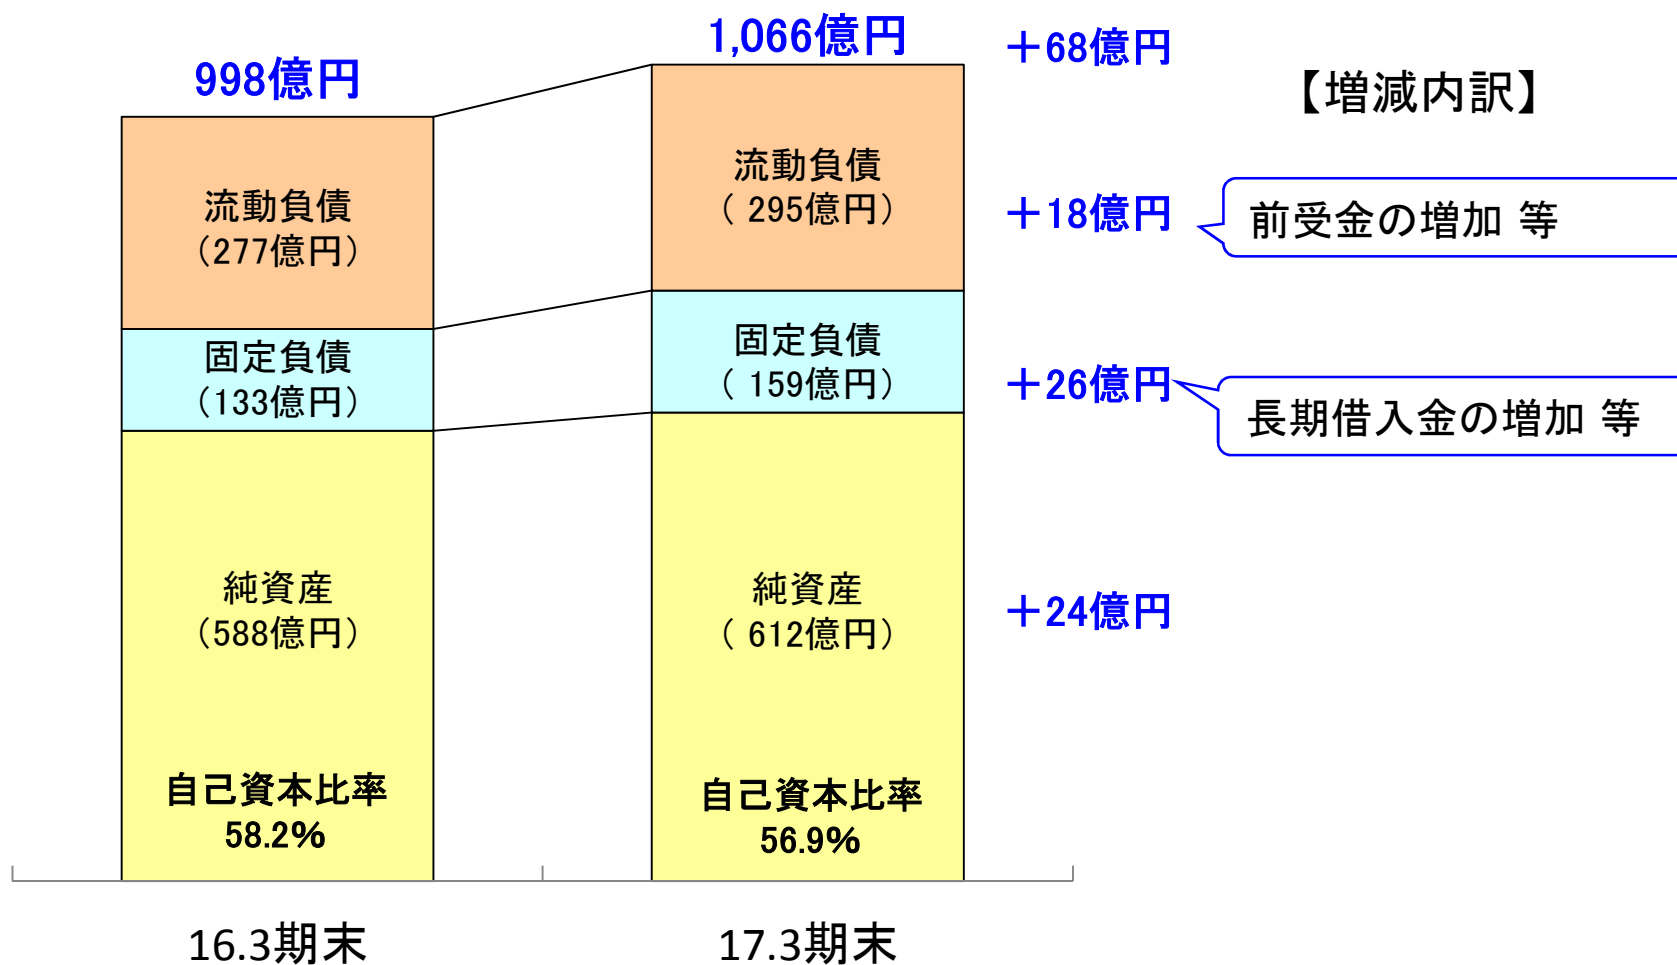 998億円
1,066億円
＋68億円
【増減内訳】
流動負債
（277億円）
流動負債
（ 295億円）
＋18億円
前受金の増加 等
固定負債
（133億円）
固定負債
（ 159億円）
＋26億円
長期借入金の増加 等
純資産
（588億円）
純資産
（ 612億円）
＋24億円
自己資本比率
58.2%
自己資本比率
56.9%
16.3期末
17.3期末